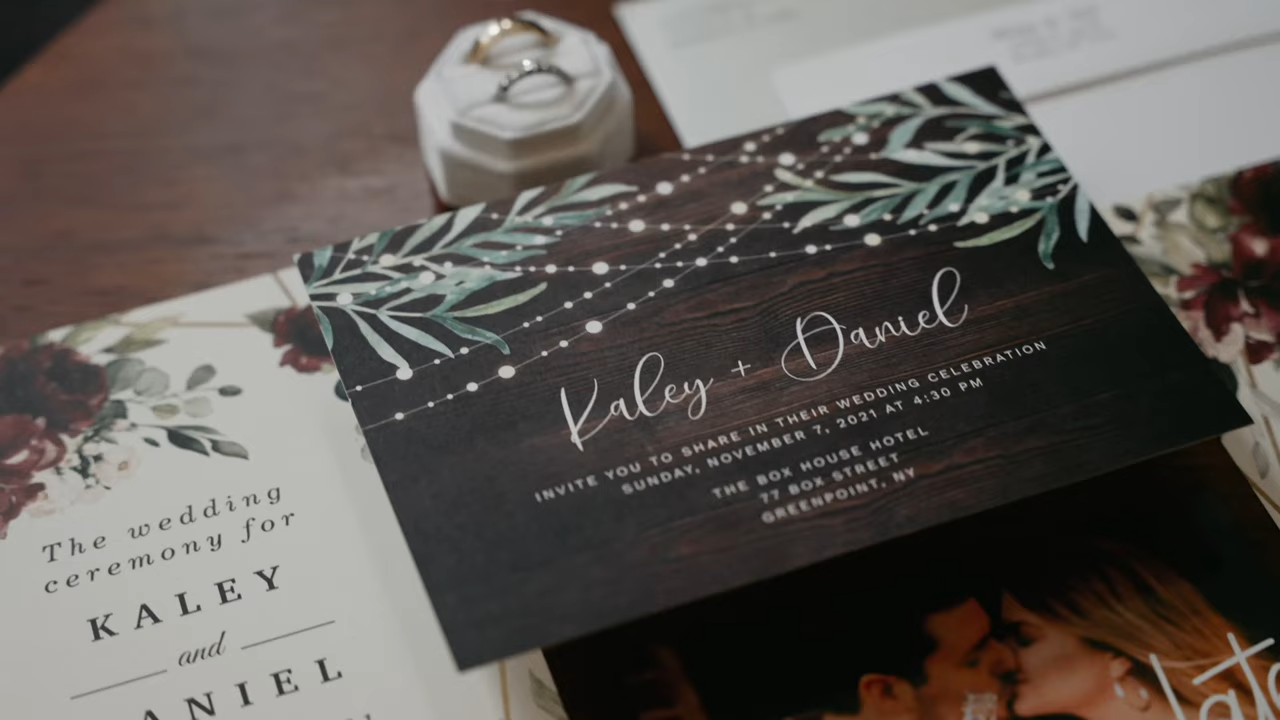 Kaley + Daniel
INVITE YOU TO SHARE IN THEIR WEDDING CELEBRATION
SUNDAY, NOVEMBER 7, 2021 AT 4:30 PM
THE BOX HOUSE HOTEL
77 BOX STREET
GREENPOINT, NY
The wedding
ceremony for
KALEY
and
ANIEL